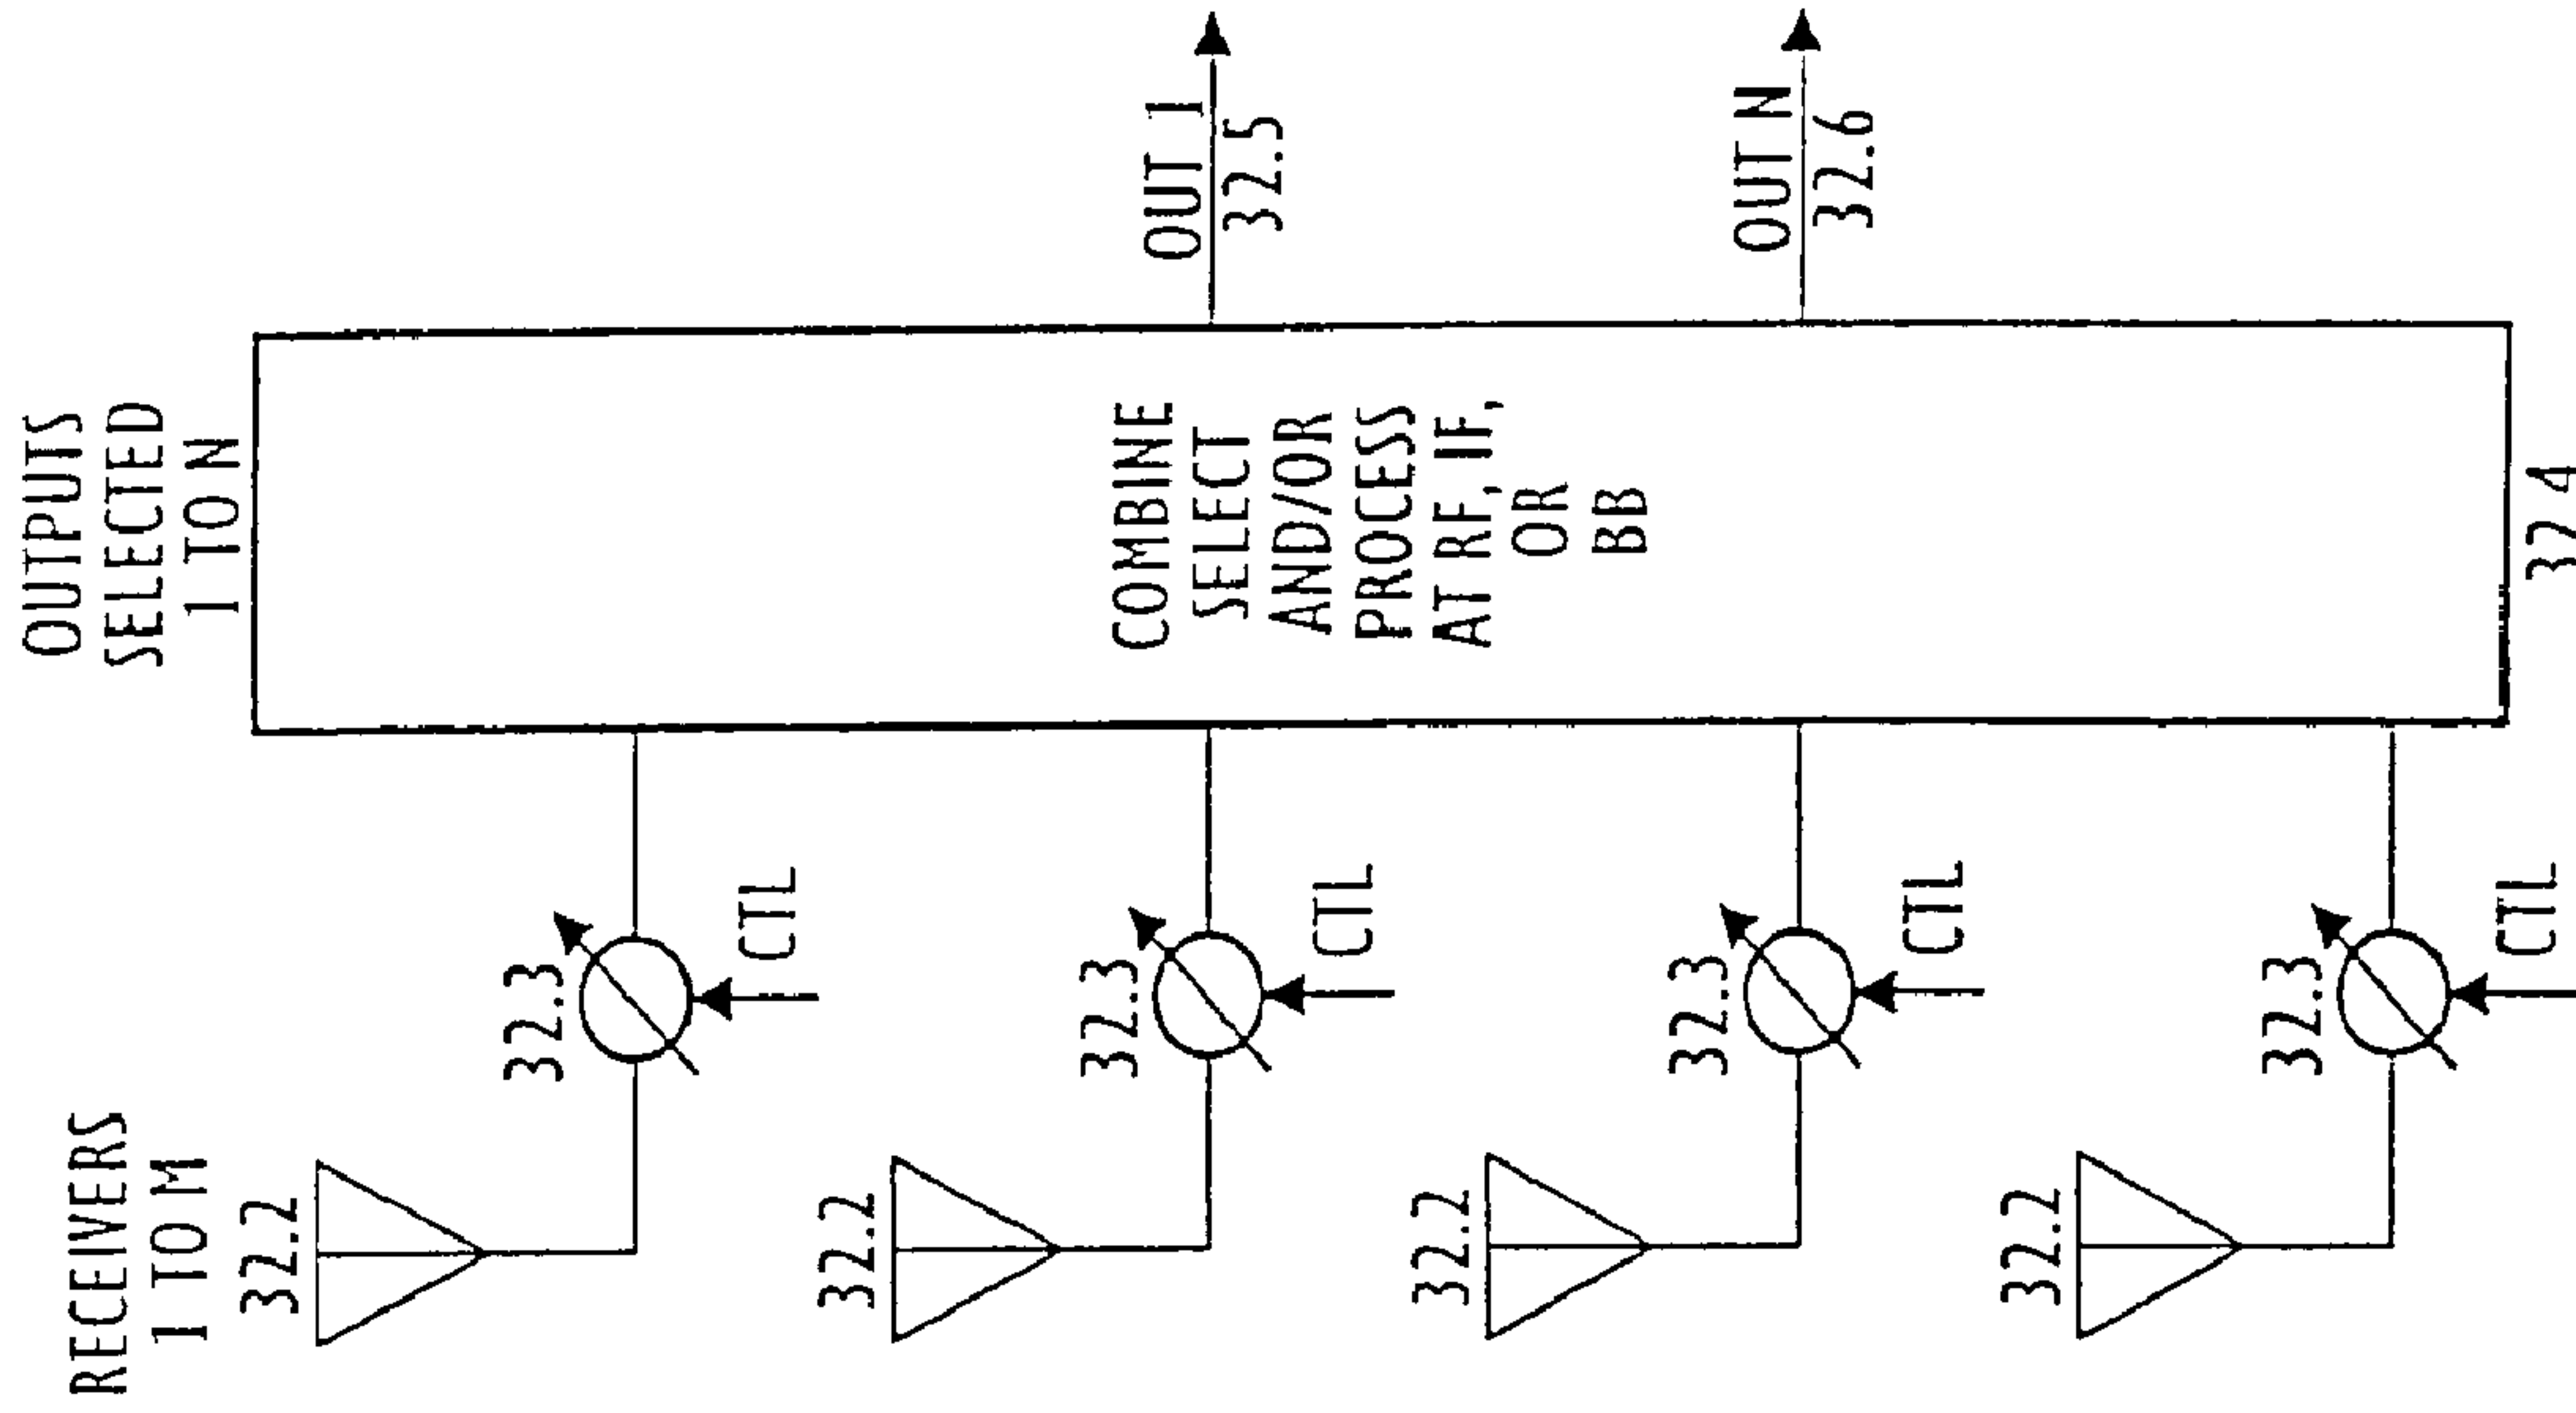 RECEIVERS
1 TO M
32.2
32.3
CTL
32.2
32.3
CTL
32.2
32.3
CTL
32.2
32.3
CTL
OUTPUTS
SELECTED
1 TO N
COMBINE
SELECT
AND/OR
PROCESS
AT RF, IF,
OR
BB
32.4
OUT 1
32.5
OUT N
32.6